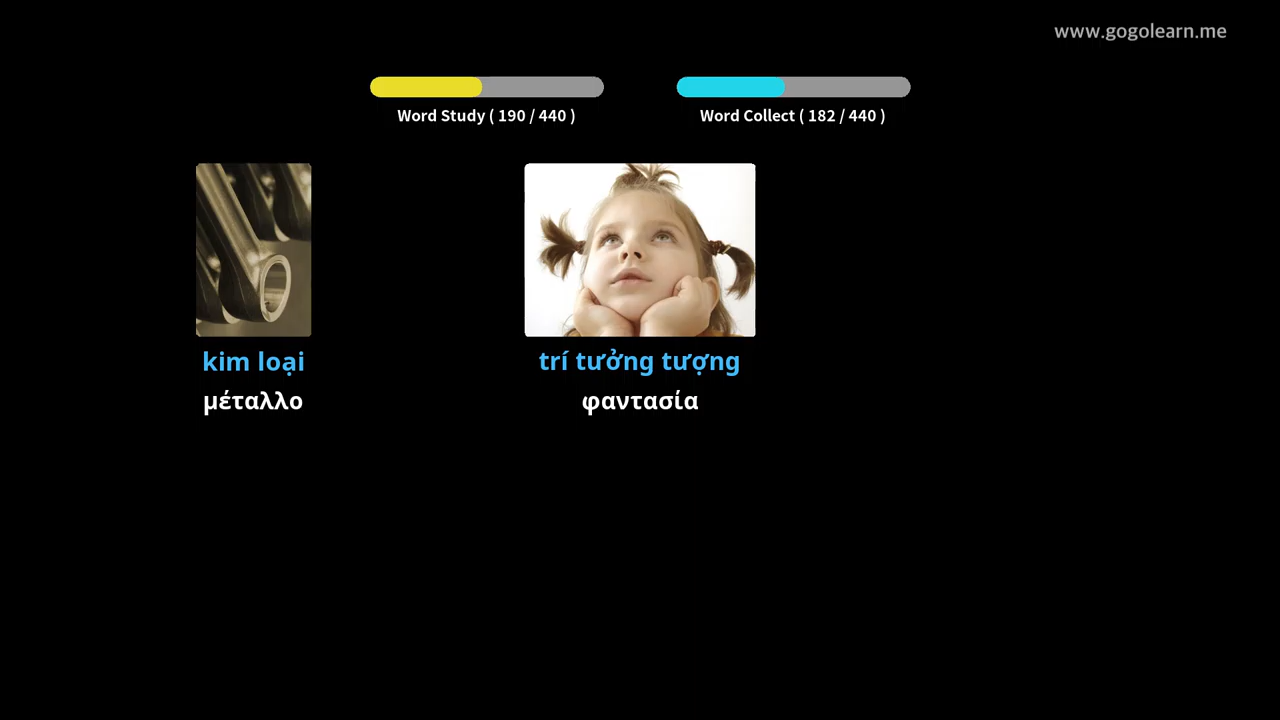 www.gogolearn.me
Word Study ( 190 / 440 )
Word Collect ( 182 / 440 )
kim loại
μέταλλο
trí tưởng tượng
φαντασία